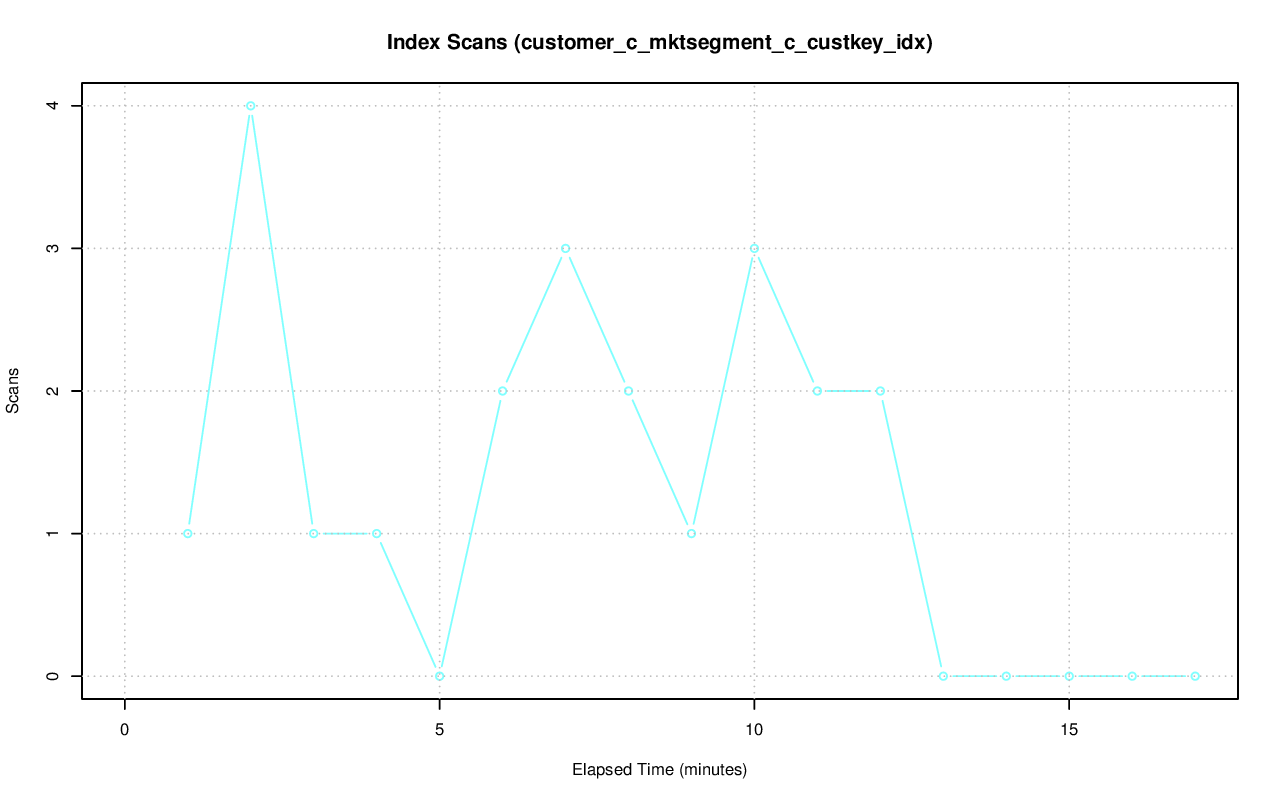 Index Scans (customer_c_mktsegment_c_custkey_idx)
4
3
2
1
0
Scans
0 5 10 15
Elapsed Time (minutes)